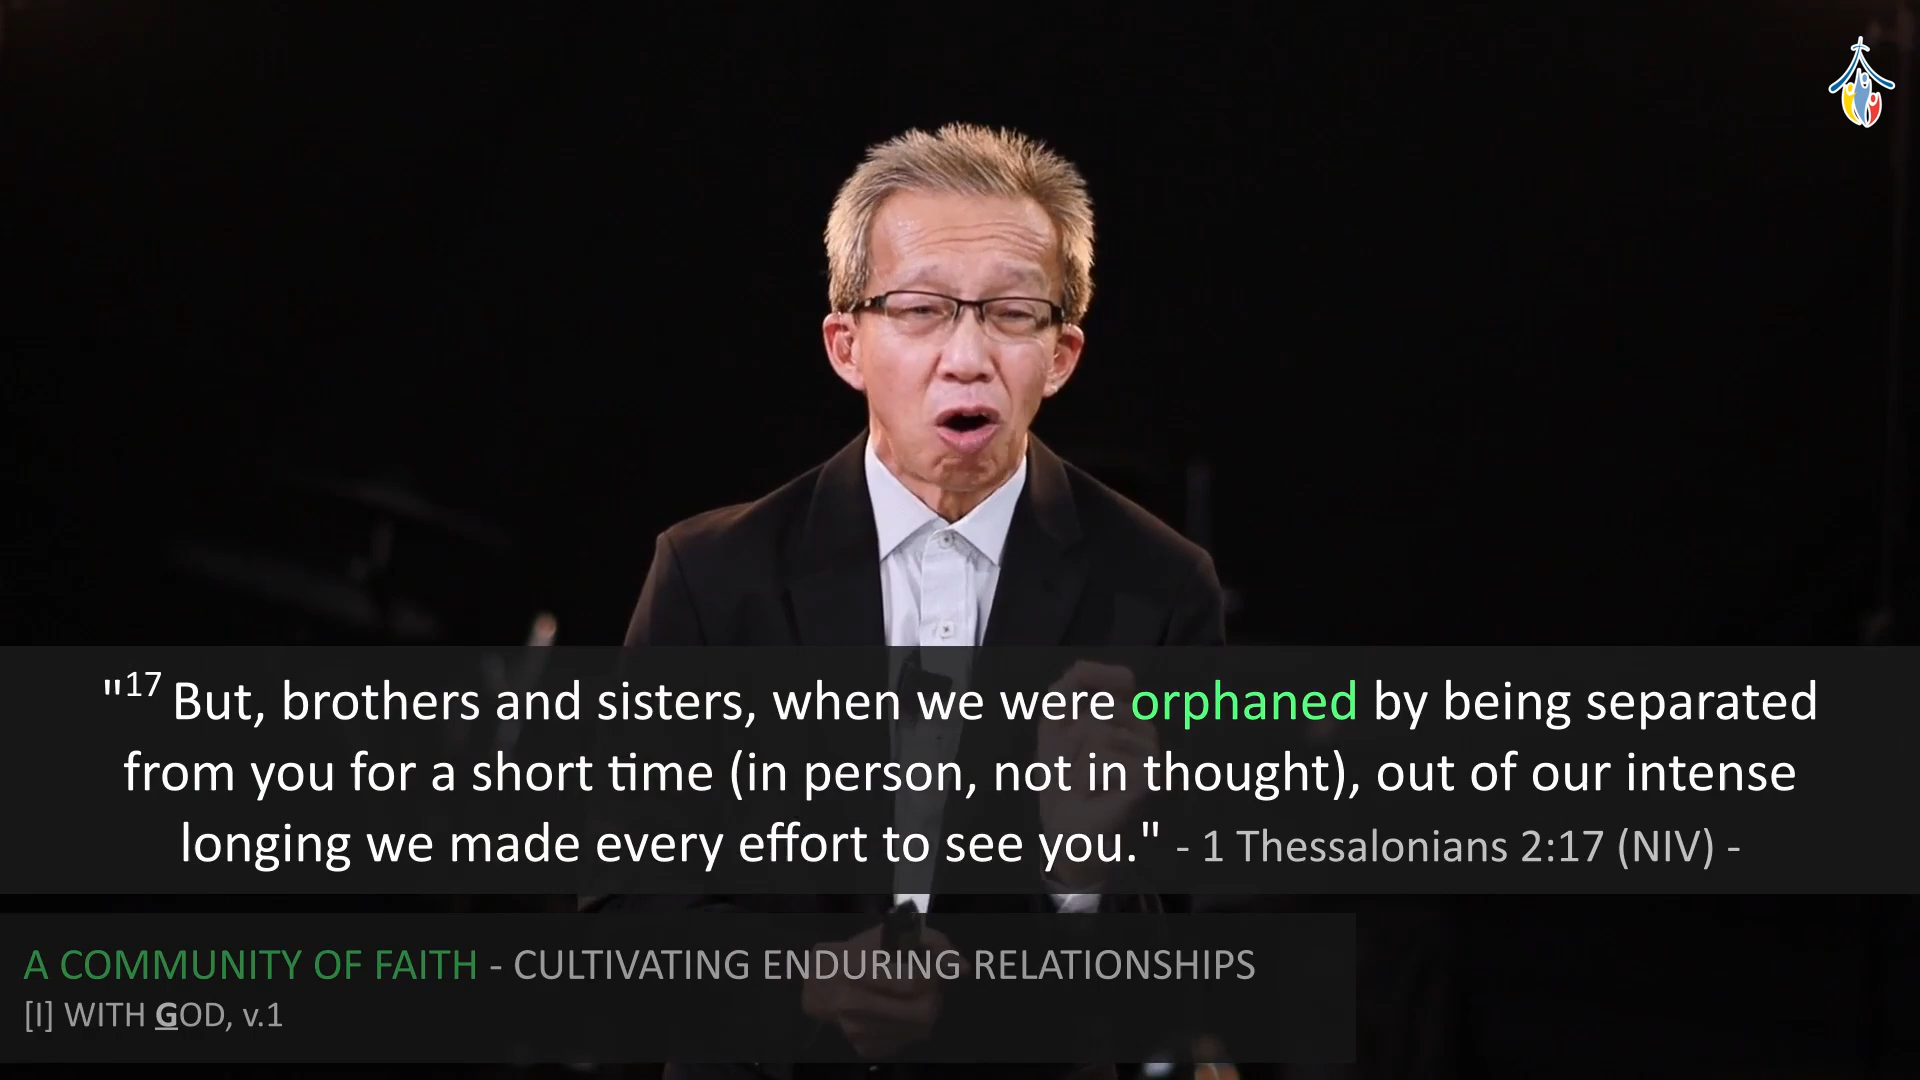 "17 But, brothers and sisters, when we were orphaned by being separated
from you for a short time (in person, not in thought), out of our intense
longing we made every effort to see you." - 1 Thessalonians 2:17 (NIV) -
A COMMUNITY OF FAITH - CULTIVATING ENDURING RELATIONSHIPS
[I] WITH GOD, v.1